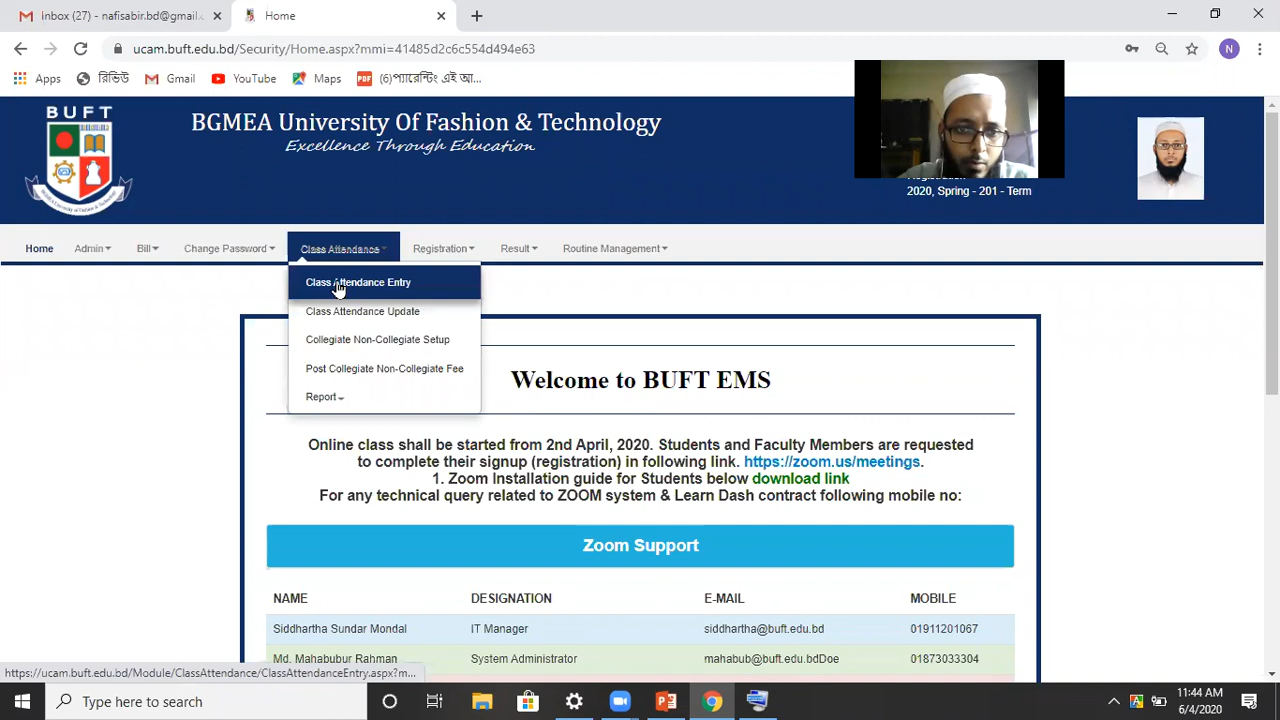 Inbox (27) - nafisabir.bd@gmail.
Home
ucam.buft.edu.bd/Security/Home.aspx?mmi=41485d2c6c554d494e63
N
Apps
রিভিউ
Gmail
YouTube
Maps
PDF
(6)প্যারেন্টিং এই আ...
BUFT
BGMEA University Of Fashion & Technology
Excellence Through Education
2020, Spring - 201 - Term
Home
Admin
Bill
Change Password
Class Attendance
Registration
Result
Routine Management
Class Attendance Entry
Class Attendance Update
Collegiate Non-Collegiate Setup
Post Collegiate Non-Collegiate Fee
Report
Welcome to BUFT EMS
Online class shall be started from 2nd April, 2020. Students and Faculty Members are requested
to complete their signup (registration) in following link. https://zoom.us/meetings.
1. Zoom Installation guide for Students below download link
For any technical query related to ZOOM system & Learn Dash contract following mobile no:
Zoom Support
NAME DESIGNATION E-MAIL MOBILE
Siddhartha Sundar Mondal IT Manager siddhartha@buft.edu.bd 01911201067
Md. Mahabubur Rahman System Administrator mahabub@buft.edu.bdDoe 01873033304
https://ucam.buft.edu.bd/Module/ClassAttendance/ClassAttendanceEntry.aspx?m...
Type here to search
11:44 AM
6/4/2020